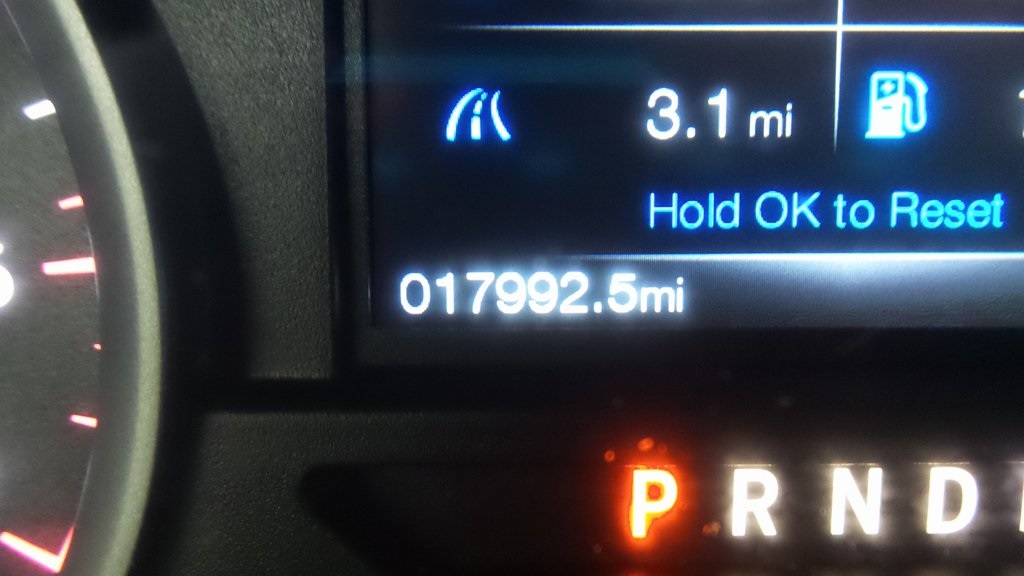 3.1 mi
Hold OK to Reset
017992.5mi
P R N D